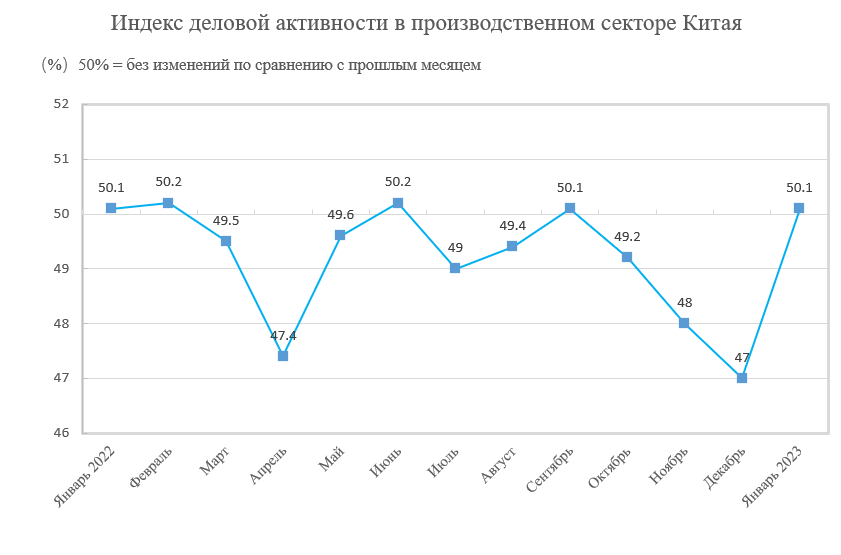 Индекс деловой активности в производственном секторе Китая
(%) 50% = без изменений по сравнению с прошлым месяцем
52
51
50
49
48
47
46
50.1
50.2
49.5
47.4
49.6
50.2
49
49.4
50.1
49.2
48
47
50.1
Январь 2022
Февраль
Март
Апрель
Май
Июнь
Июль
Август
Сентябрь
Октябрь
Ноябрь
Декабрь
Январь 2023